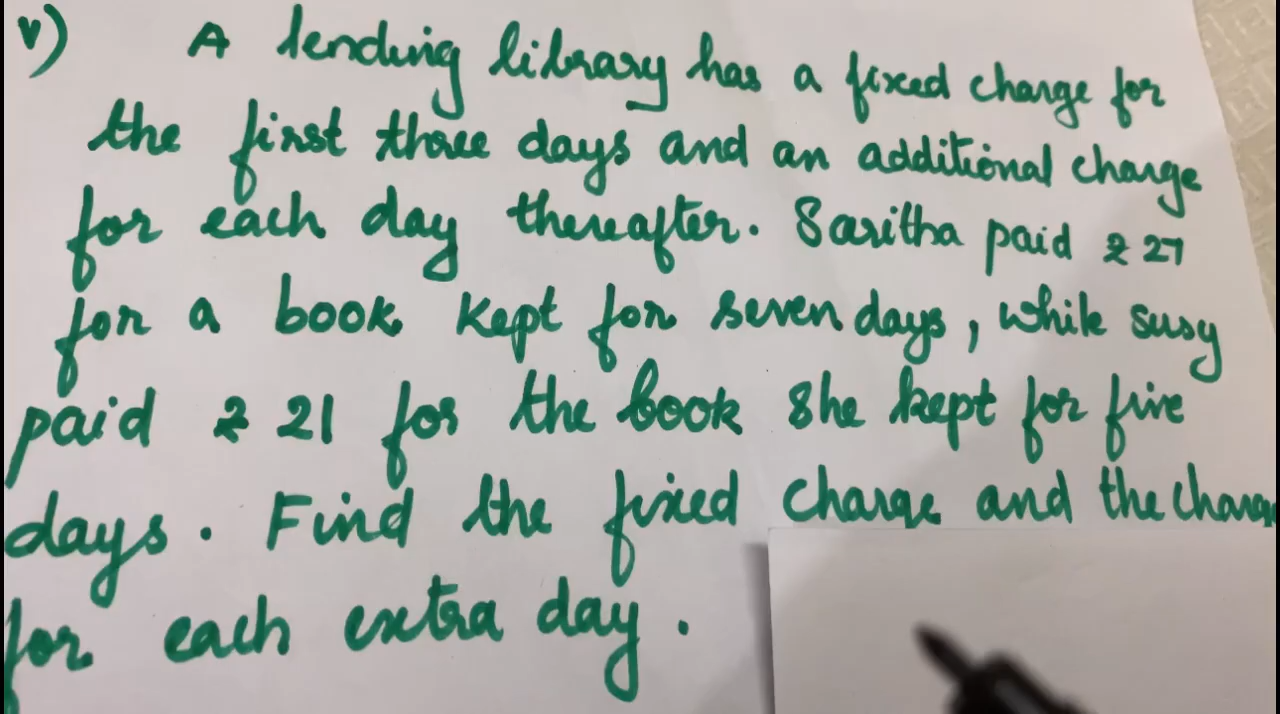 v) A lending library has a fixed charge for
the first three days and an additional charge
for each day thereafter. Saritha paid ₹ 27
for a book kept for seven days, while susy
paid ₹ 21 for the book she kept for five
days. Find the fixed charge and the charge
for each extra day.